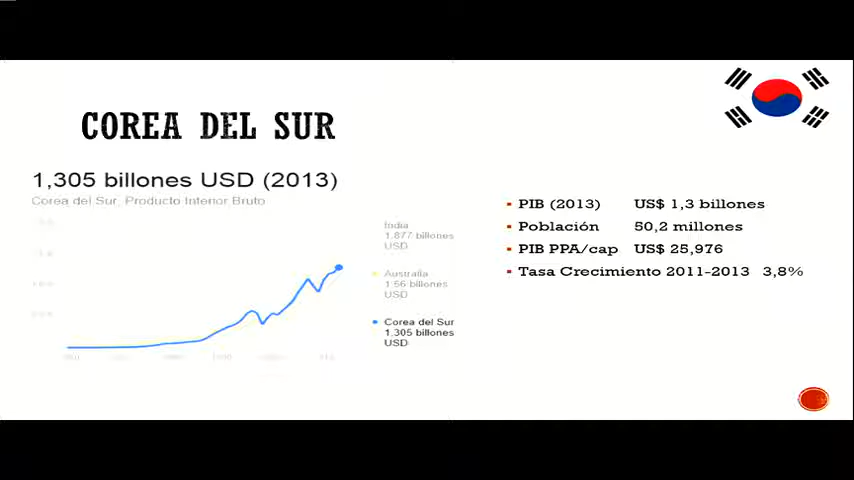 COREA DEL SUR
1,305 billones USD (2013)
Corea del Sur, Producto Interior Bruto
India
1.877 billones
USD
Australia
1.56 billones
USD
Corea del Sur
1.305 billones
USD
PIB (2013) US$ 1,3 billones
Población 50,2 millones
PIB PPA/cap US$ 25,976
Tasa Crecimiento 2011-2013 3,8%